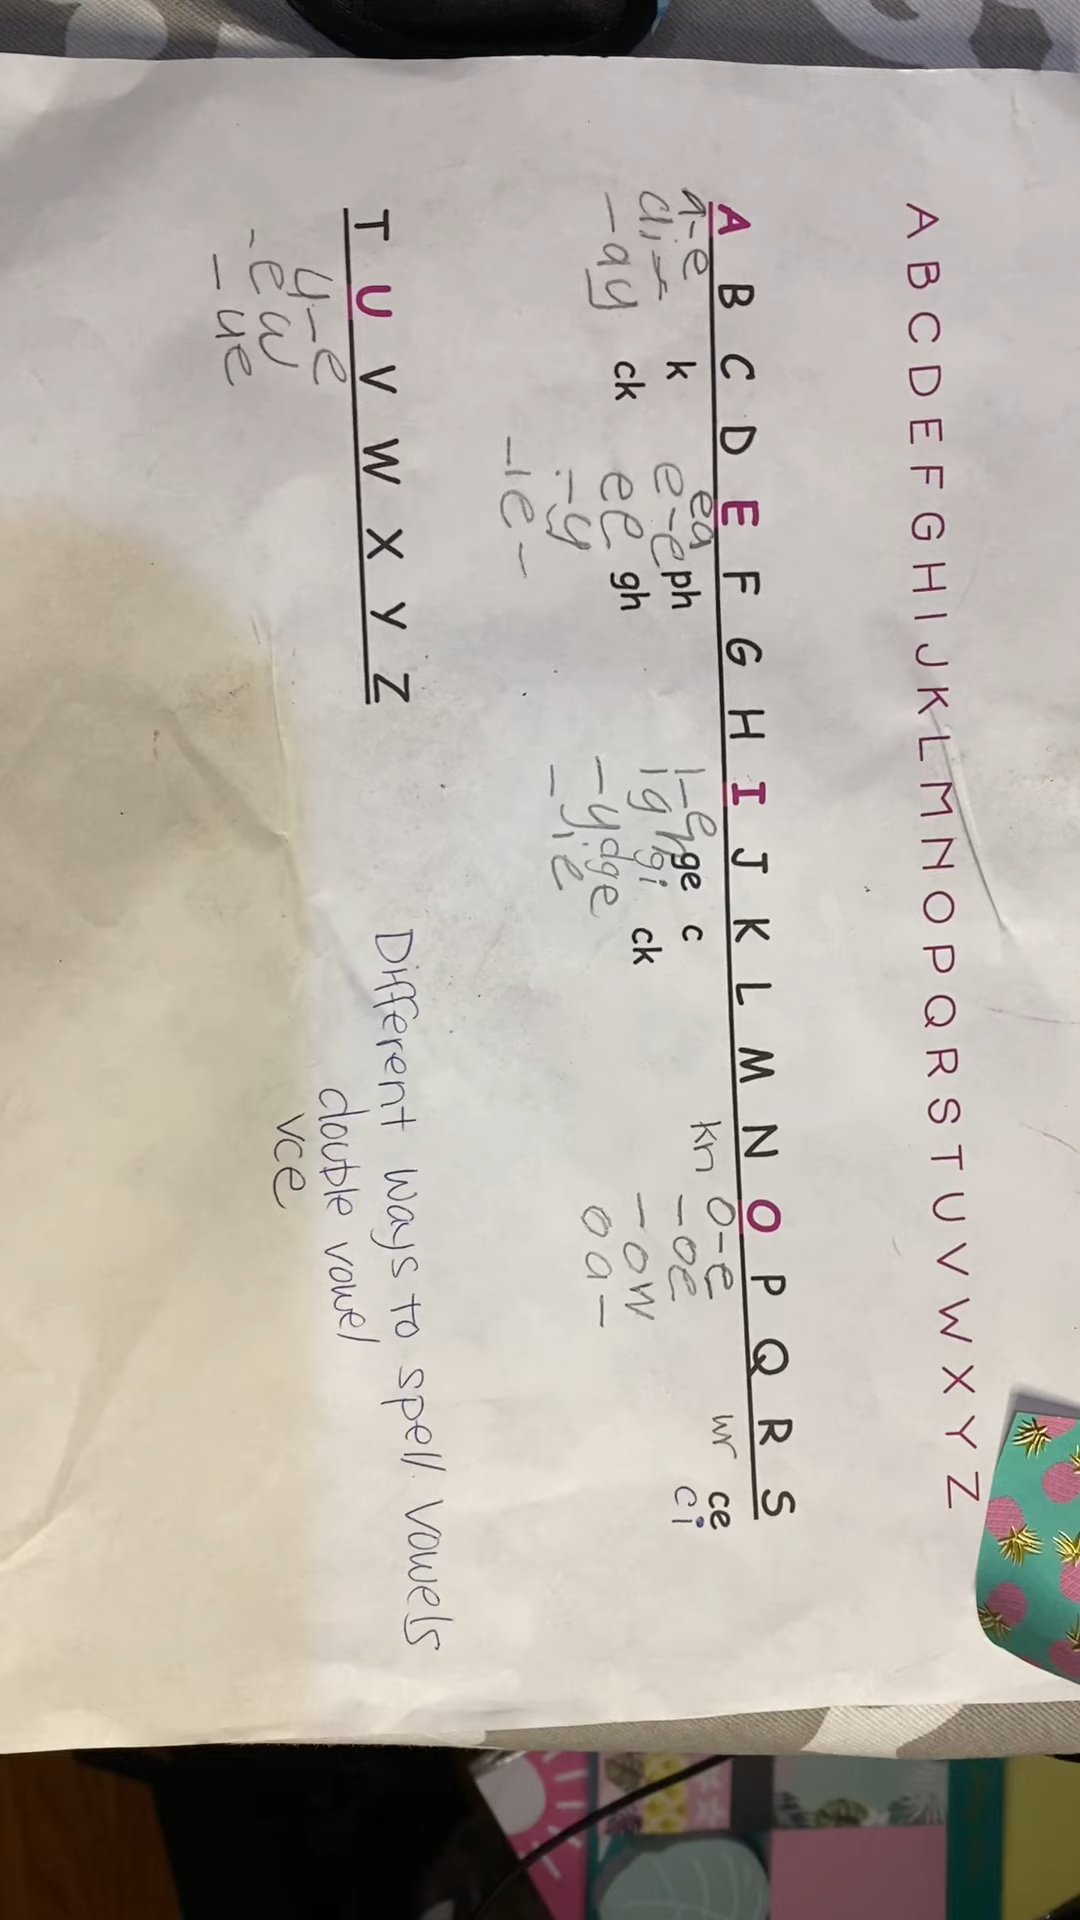 A B C D E F G H I J K L M N O P Q R S T U V W X Y Z
A B C D E F G H I J K L M N O P Q R S
a-e k ea ph i-e ge c kn o-e wr ce
ai- ck e-e gh igh gi ck -oe ci
-ay ee -y dge -ow
-y -ie oa-
-ie-
T U V W X Y Z
u-e
-ew
-ue
Different ways to spell vowels
double vowel
vce